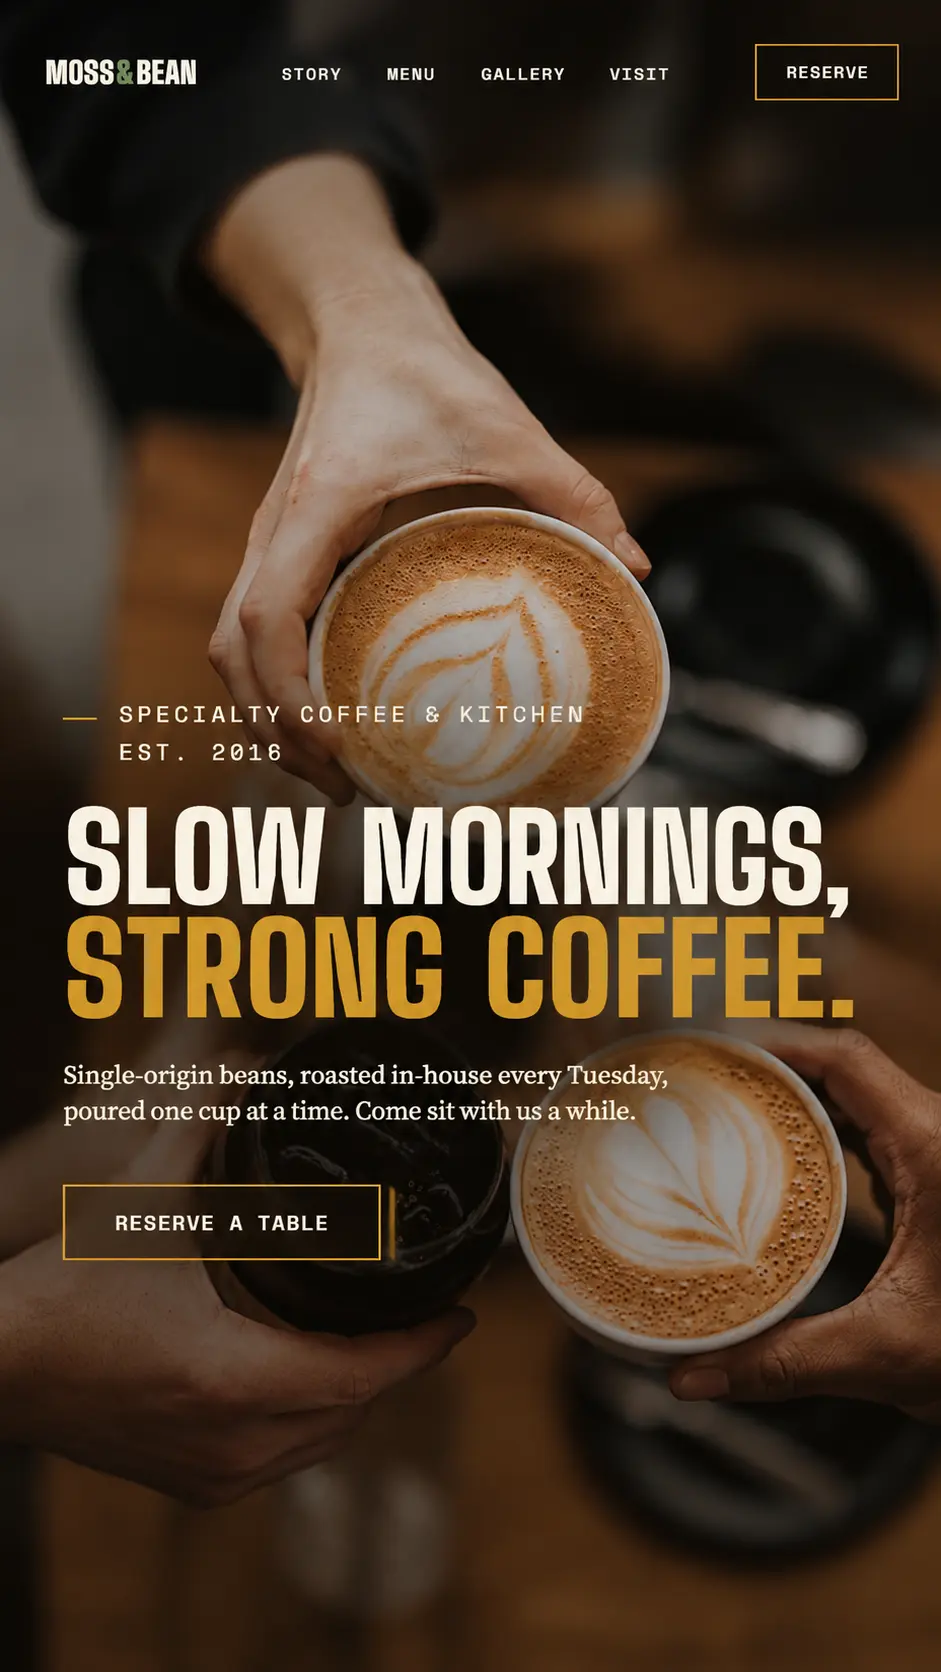 MOSS&BEAN
STORY MENU GALLERY VISIT
RESERVE
SPECIALTY COFFEE & KITCHEN
EST. 2016
SLOW MORNINGS,
STRONG COFFEE.
Single-origin beans, roasted in-house every Tuesday,
poured one cup at a time. Come sit with us a while.
RESERVE A TABLE